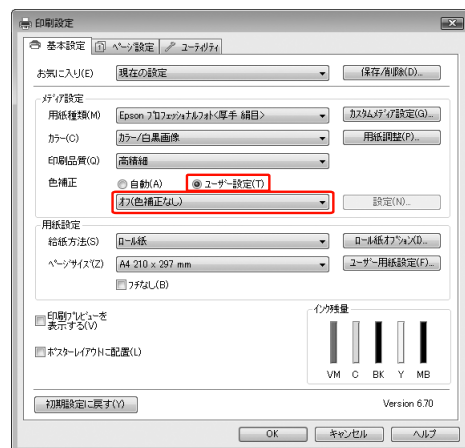 印刷設定
基本設定 ページ設定 ユーティリティ
お気に入り(E) 現在の設定 保存/削除(D)...
メディア設定
用紙種類(M) Epson プロフェッショナルフォト<厚手 絹目> カスタムメディア設定(G)...
カラー(C) カラー/白黒画像 用紙調整(P)...
印刷品質(Q) 高精細
色補正 自動(A) ユーザー設定(T)
オフ(色補正なし) 設定(N)...
用紙設定
給紙方法(S) ロール紙 ロール紙オプション(O)...
ページサイズ(Z) A4 210 x 297 mm ユーザー用紙設定(F)...
フチなし(B)
印刷プレビューを
表示する(V)
ポスターレイアウトに配置(L)
インク残量
VM C BK Y MB
初期設定に戻す(Y) Version 6.70
OK キャンセル ヘルプ